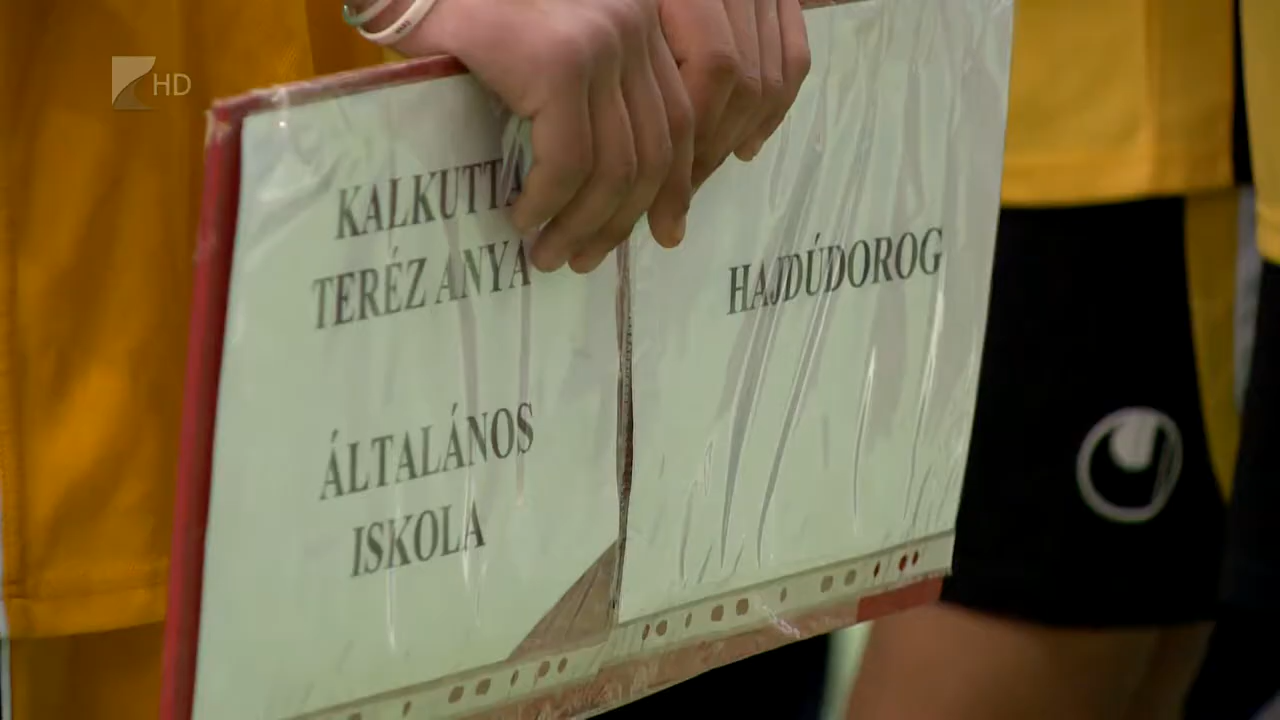 HD
KALKUTTA
TERÉZ ANYA
ÁLTALÁNOS
ISKOLA
HAJDÚDOROG